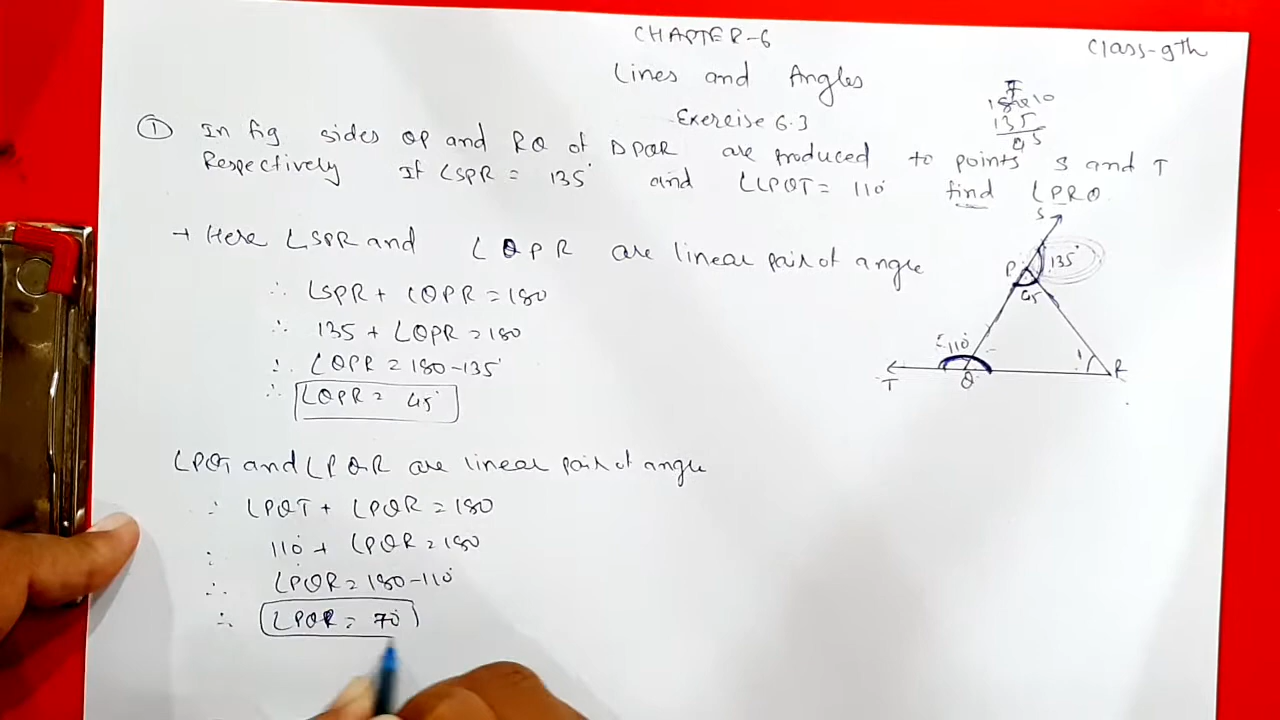 CHAPTER-6
Class-9th
Lines and Angles
Exercise 6.3
135
① In fig sides QP and RQ of ΔPQR are produced to points S and T
Respectively If ∠SPR = 135° and ∠∠PQT = 110° find ∠PRQ
→ Here ∠SPR and ∠QPR are linear pair of angle
∴ ∠SPR + ∠QPR = 180
∴ 135 + ∠QPR = 180
∴ ∠QPR = 180-135°
∴ ∠QPR = 45°
S
P 135°
45
110°
T Q R
∠PQT and ∠PQR are linear pair of angle
∴ ∠PQT + ∠PQR = 180
∴ 110° + ∠PQR = 180
∴ ∠PQR = 180-110°
∴ ∠PQR = 70°